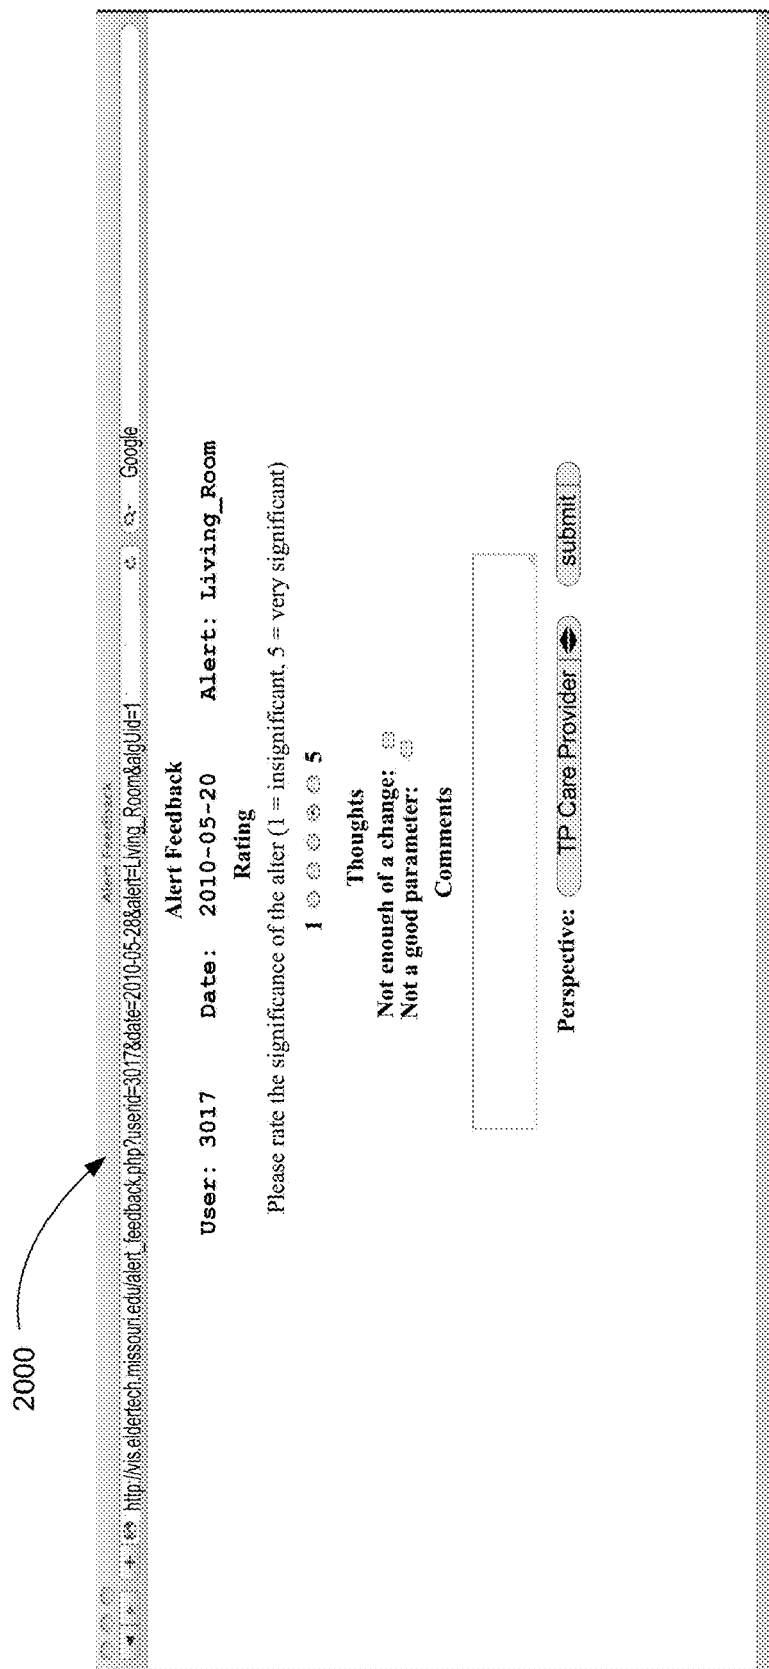 2000
Alert Feedback
http://vis.eldertech.missouri.edu/alert_feedback.php?userid=3017&date=2010-05-28&alert=Living_Room&algUid=1
Google
Alert Feedback
User: 3017 Date: 2010-05-20 Alert: Living_Room
Rating
Please rate the significance of the alter (1 = insignificant, 5 = very significant)
1 5
Thoughts
Not enough of a change:
Not a good parameter:
Comments
Perspective: TP Care Provider submit